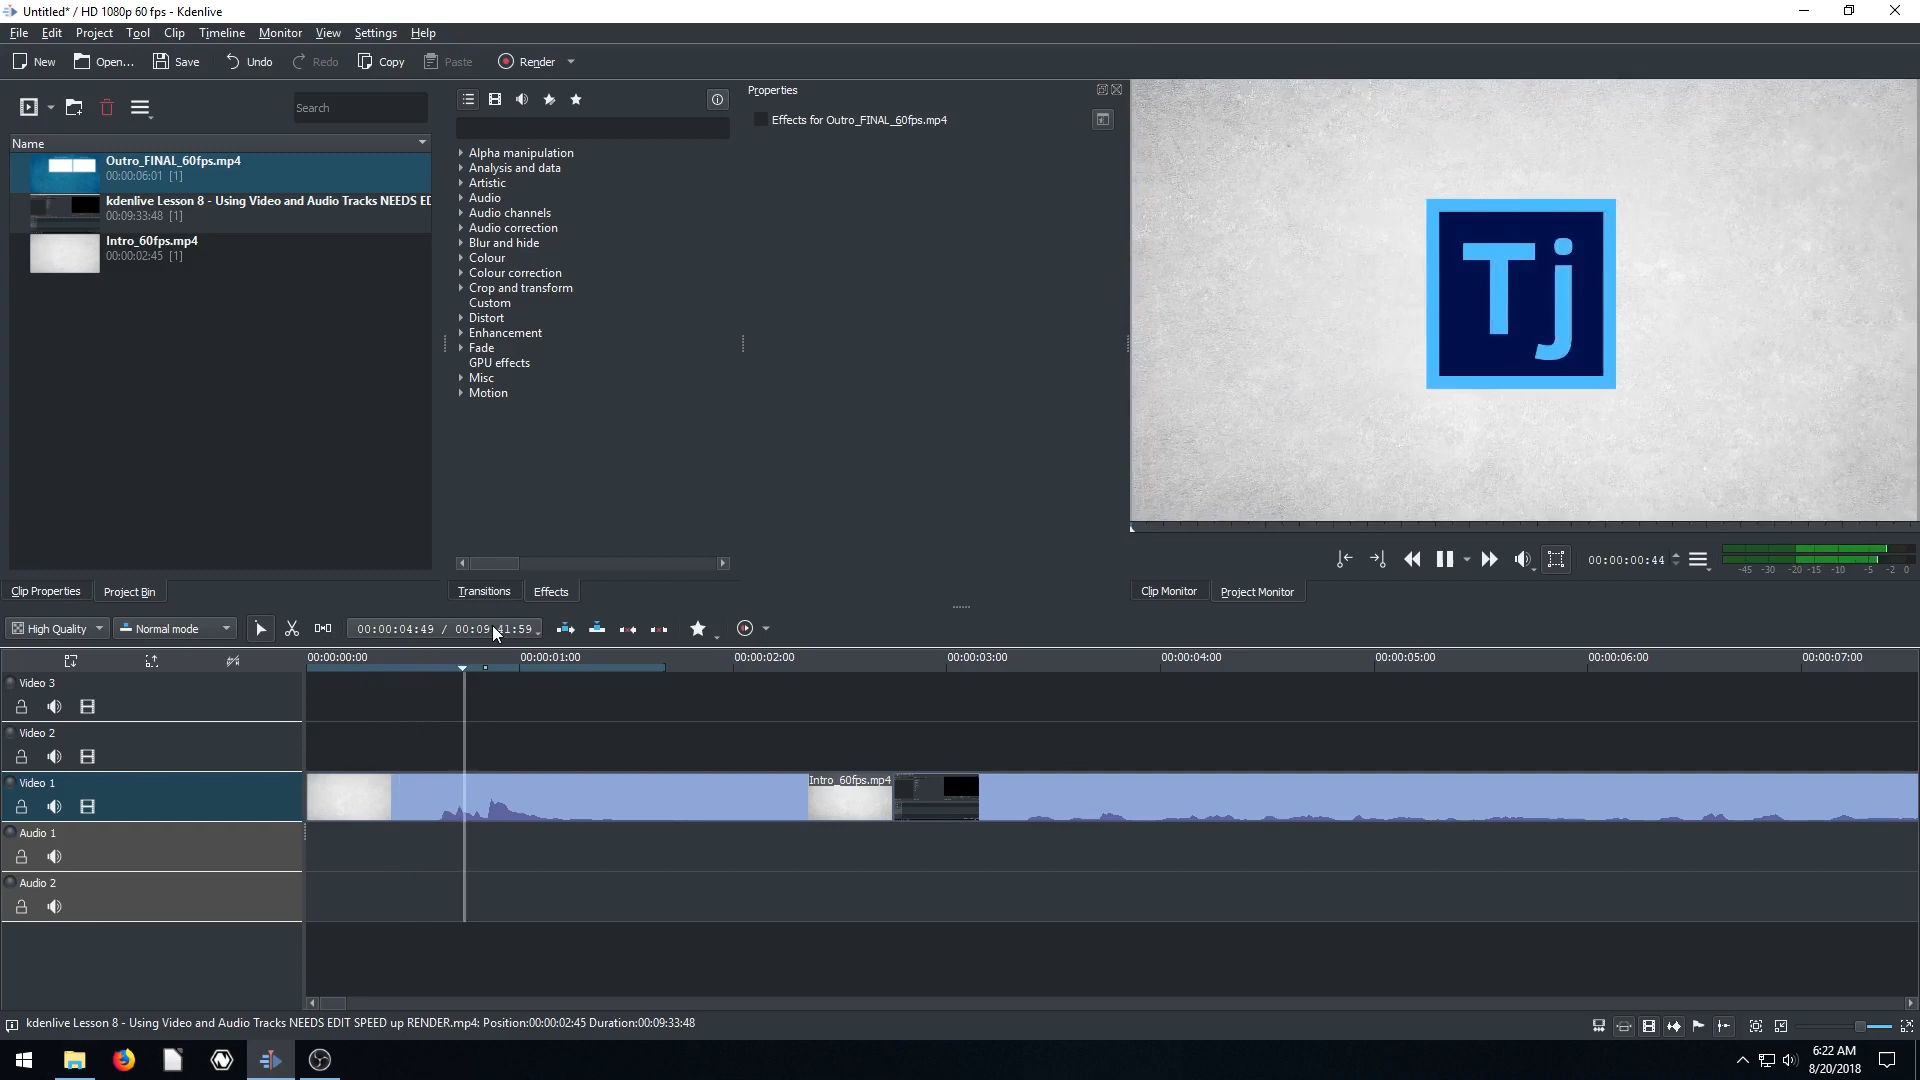 Untitled* / HD 1080p 60 fps - Kdenlive
File Edit Project Tool Clip Timeline Monitor View Settings Help
New Open... Save Undo Redo Copy Paste Render
Search
Name
Outro_FINAL_60fps.mp4
00:00:06:01 [1]
kdenlive Lesson 8 - Using Video and Audio Tracks NEEDS ED
00:09:33:48 [1]
Intro_60fps.mp4
00:00:02:45 [1]
Clip Properties Project Bin
Alpha manipulation
Analysis and data
Artistic
Audio
Audio channels
Audio correction
Blur and hide
Colour
Colour correction
Crop and transform
Custom
Distort
Enhancement
Fade
GPU effects
Misc
Motion
Transitions Effects
Properties
Effects for Outro_FINAL_60fps.mp4
Tj
00:00:00:44
-45 -30 -20 -15 -10 -5 -2 0
Clip Monitor Project Monitor
High Quality Normal mode 00:00:04:49 / 00:09:41:59
00:00:00:00 00:00:01:00 00:00:02:00 00:00:03:00 00:00:04:00 00:00:05:00 00:00:06:00 00:00:07:00
Video 3
Video 2
Video 1
Intro_60fps.mp4
Audio 1
Audio 2
kdenlive Lesson 8 - Using Video and Audio Tracks NEEDS EDIT SPEED up RENDER.mp4: Position:00:00:02:45 Duration:00:09:33:48
6:22 AM
8/20/2018